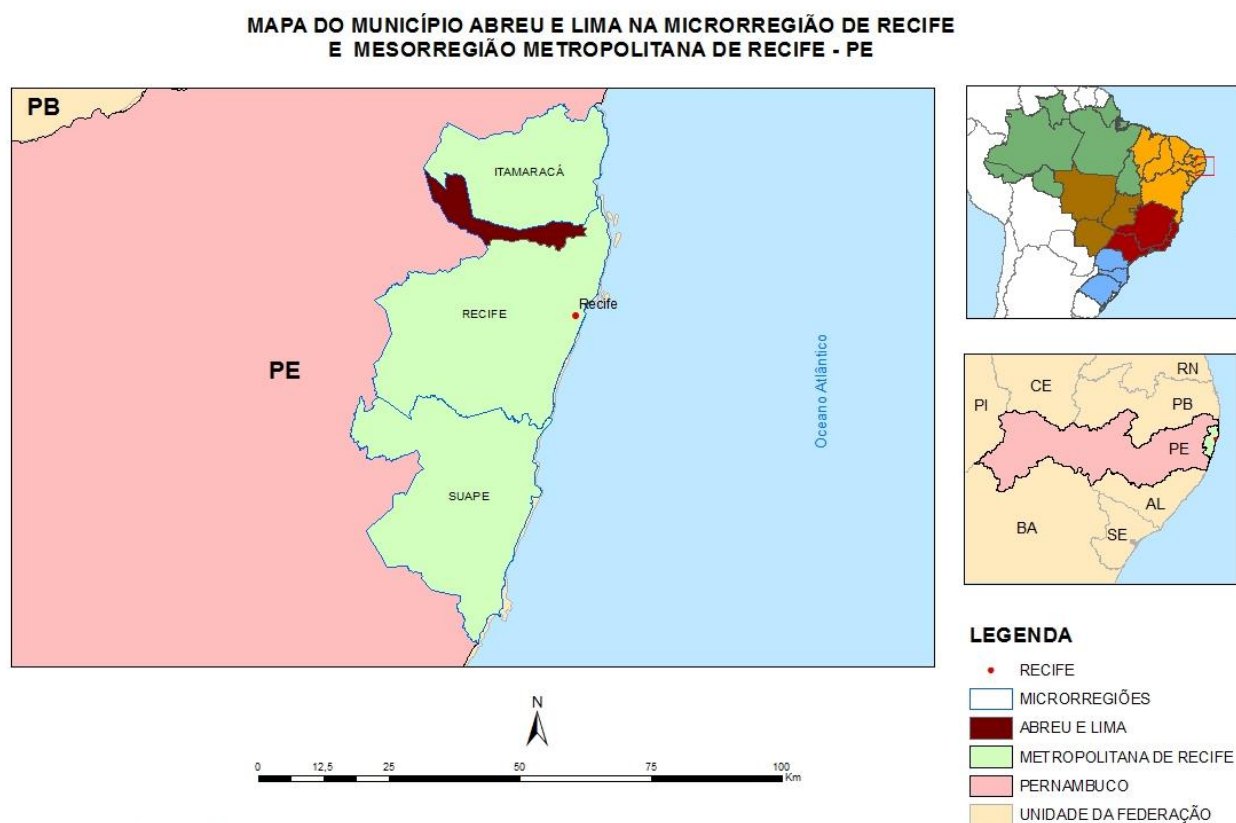 MAPA DO MUNICÍPIO ABREU E LIMA NA MICRORREGIÃO DE RECIFE
E MESORREGIÃO METROPOLITANA DE RECIFE - PE
PB
ITAMARACÁ
Recife
RECIFE
PE
Oceano Atlântico
SUAPE
RN
CE
PI
PB
PE
AL
BA
SE
LEGENDA
RECIFE
MICRORREGIÕES
ABREU E LIMA
METROPOLITANA DE RECIFE
PERNAMBUCO
UNIDADE DA FEDERAÇÃO
N
0 12,5 25 50 75 100
Km